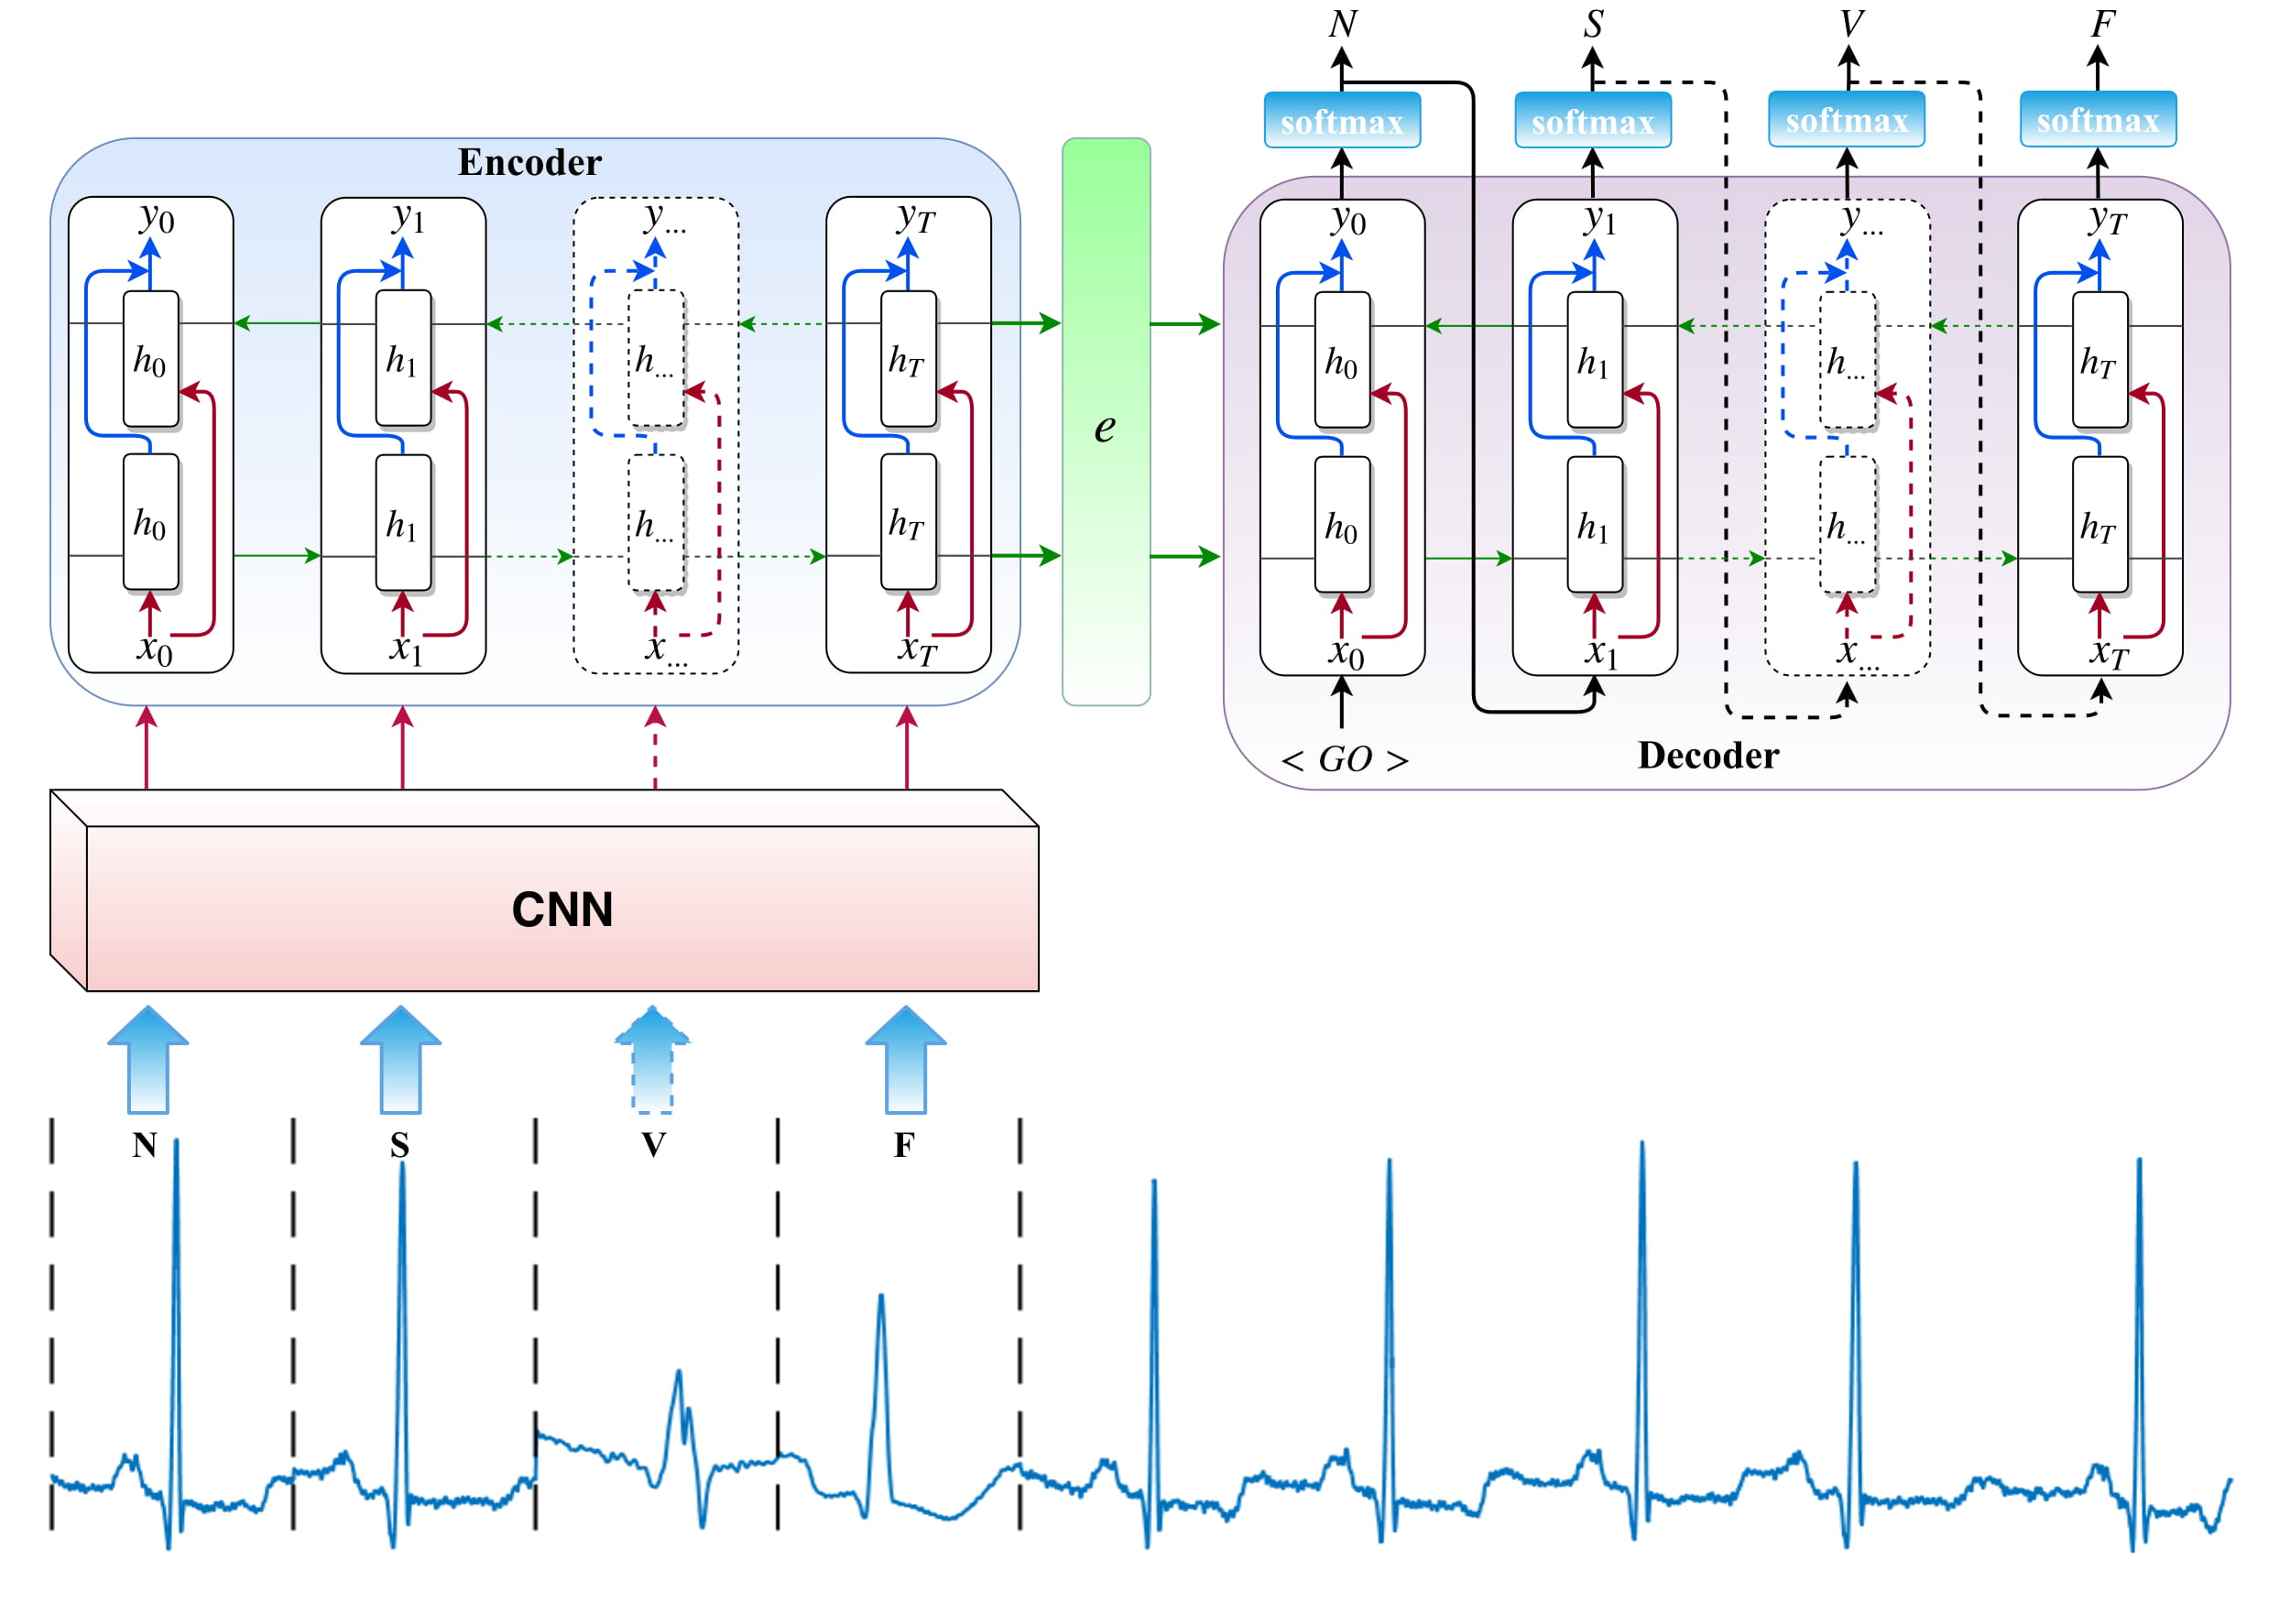 N S V F
softmax softmax softmax softmax
Encoder
y0 y1 y... yT
y0 y1 y... yT
h0 h1 h... hT
e
h0 h1 h... hT
h0 h1 h... hT
h0 h1 h... hT
x0 x1 x... xT
x0 x1 x... xT
< GO >
Decoder
CNN
N S V F